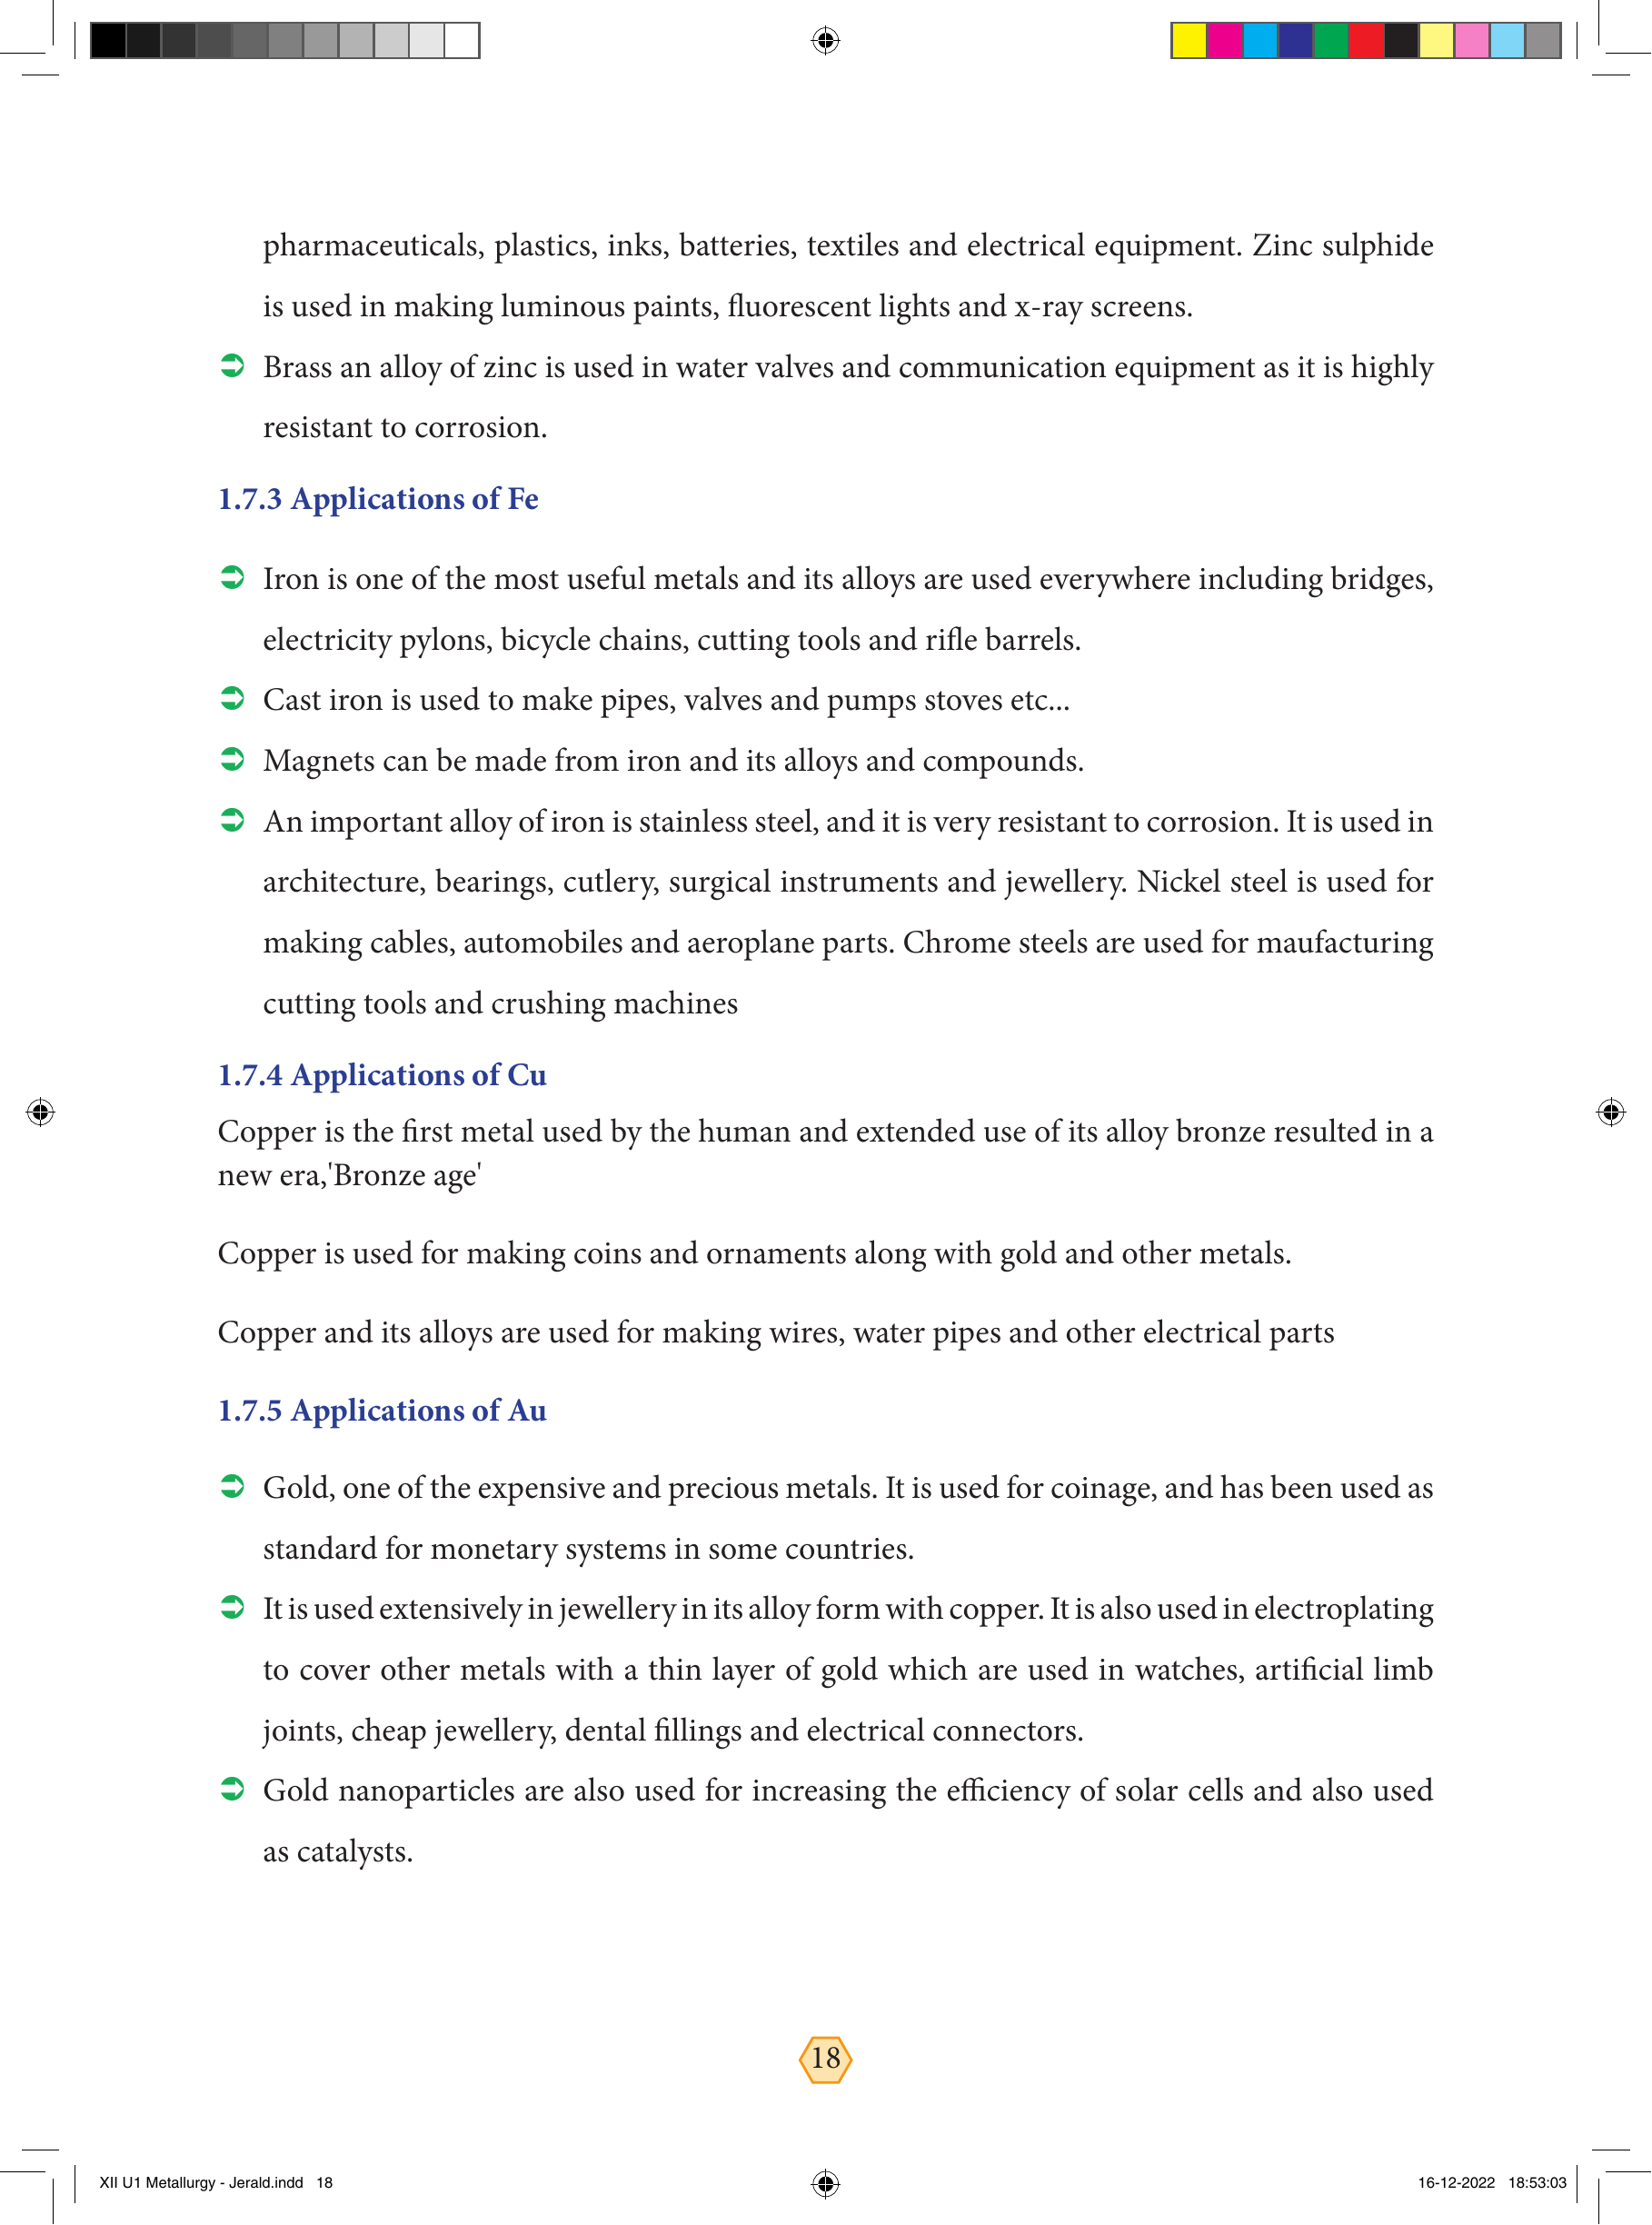 pharmaceuticals, plastics, inks, batteries, textiles and electrical equipment. Zinc sulphide
is used in making luminous paints, fluorescent lights and x-ray screens.
Brass an alloy of zinc is used in water valves and communication equipment as it is highly
resistant to corrosion.
1.7.3 Applications of Fe
Iron is one of the most useful metals and its alloys are used everywhere including bridges,
electricity pylons, bicycle chains, cutting tools and rifle barrels.
Cast iron is used to make pipes, valves and pumps stoves etc...
Magnets can be made from iron and its alloys and compounds.
An important alloy of iron is stainless steel, and it is very resistant to corrosion. It is used in
architecture, bearings, cutlery, surgical instruments and jewellery. Nickel steel is used for
making cables, automobiles and aeroplane parts. Chrome steels are used for maufacturing
cutting tools and crushing machines
1.7.4 Applications of Cu
Copper is the first metal used by the human and extended use of its alloy bronze resulted in a
new era,'Bronze age'
Copper is used for making coins and ornaments along with gold and other metals.
Copper and its alloys are used for making wires, water pipes and other electrical parts
1.7.5 Applications of Au
Gold, one of the expensive and precious metals. It is used for coinage, and has been used as
standard for monetary systems in some countries.
It is used extensively in jewellery in its alloy form with copper. It is also used in electroplating
to cover other metals with a thin layer of gold which are used in watches, artificial limb
joints, cheap jewellery, dental fillings and electrical connectors.
Gold nanoparticles are also used for increasing the efficiency of solar cells and also used
as catalysts.
18
XII U1 Metallurgy - Jerald.indd 18
16-12-2022 18:53:03